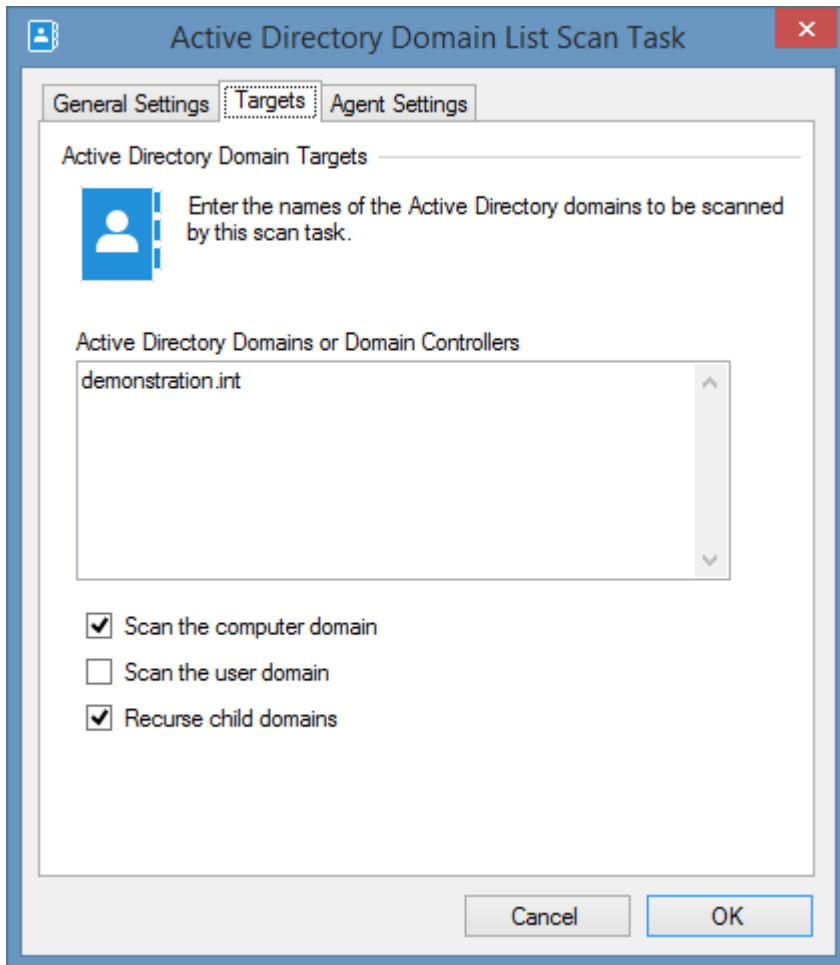 Active Directory Domain List Scan Task
General Settings Targets Agent Settings
Active Directory Domain Targets
Enter the names of the Active Directory domains to be scanned
by this scan task.
Active Directory Domains or Domain Controllers
demonstration.int
Scan the computer domain
Scan the user domain
Recurse child domains
Cancel OK